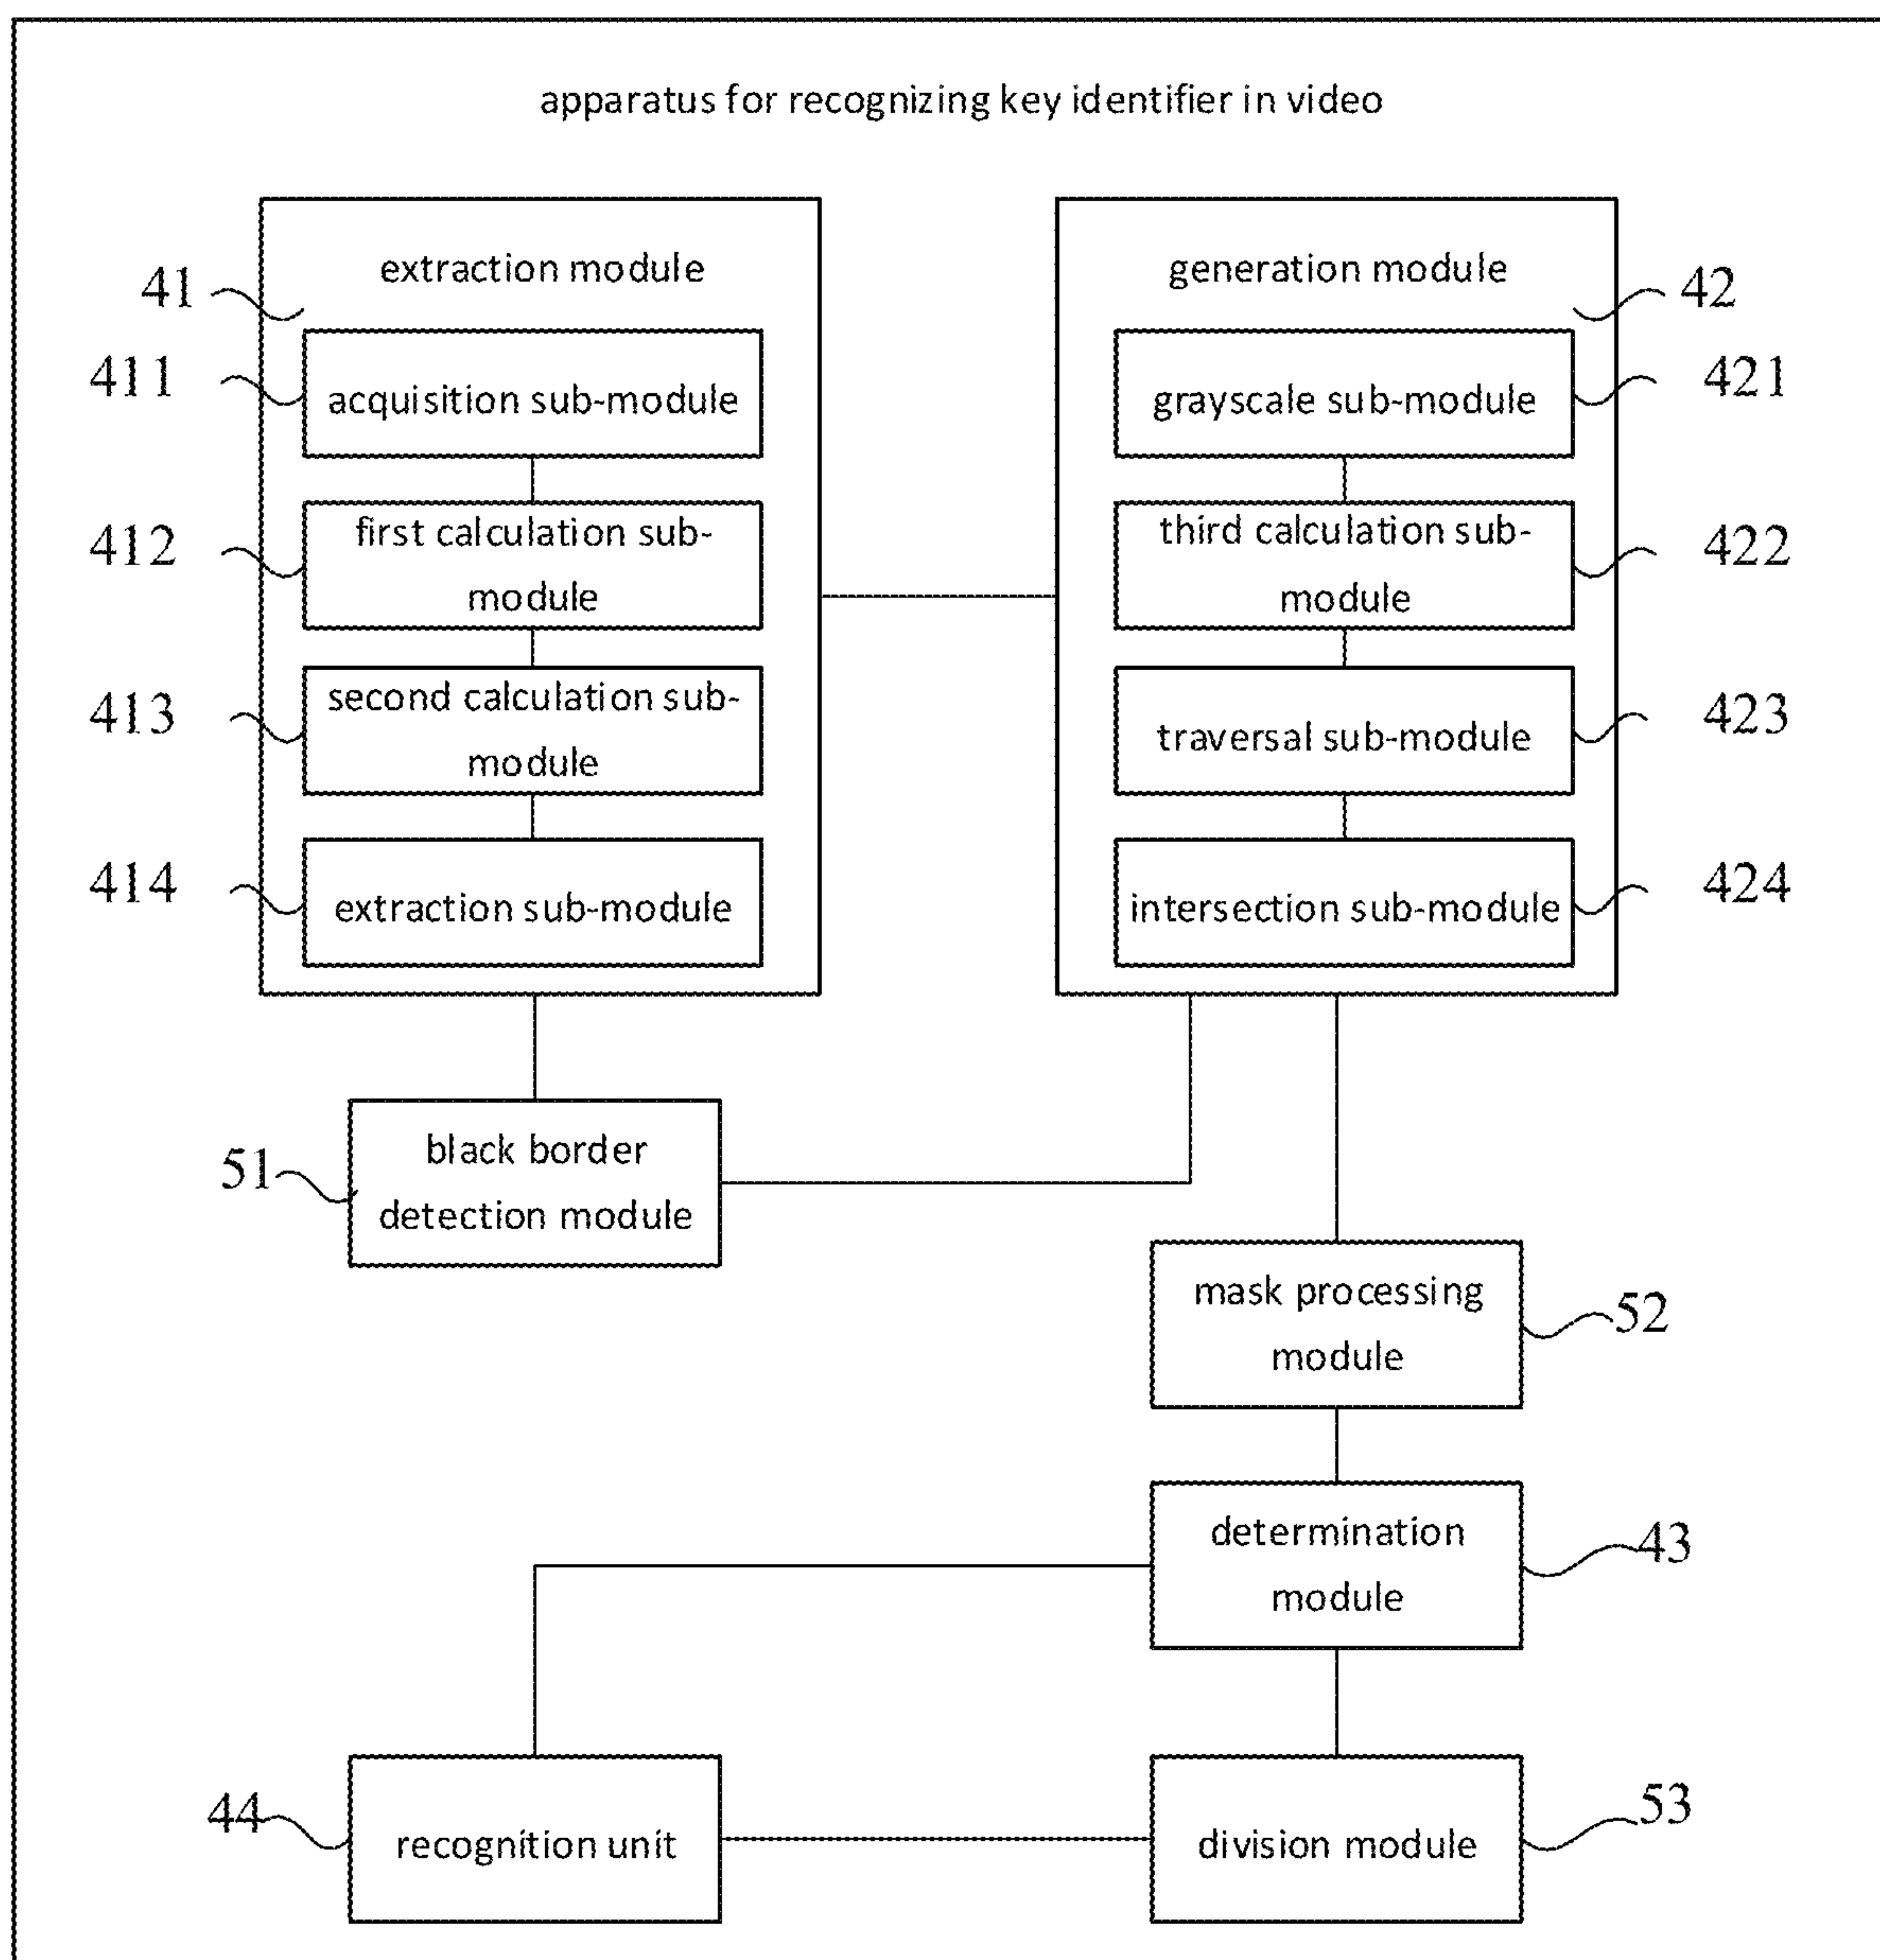 apparatus for recognizing key identifier in video
extraction module
41
411
acquisition sub-module
412
first calculation sub-
module
413
second calculation sub-
module
414
extraction sub-module
generation module
42
grayscale sub-module
421
third calculation sub-
module
422
traversal sub-module
423
intersection sub-module
424
51
black border
detection module
mask processing
module
52
determination
module
43
44
recognition unit
division module
53